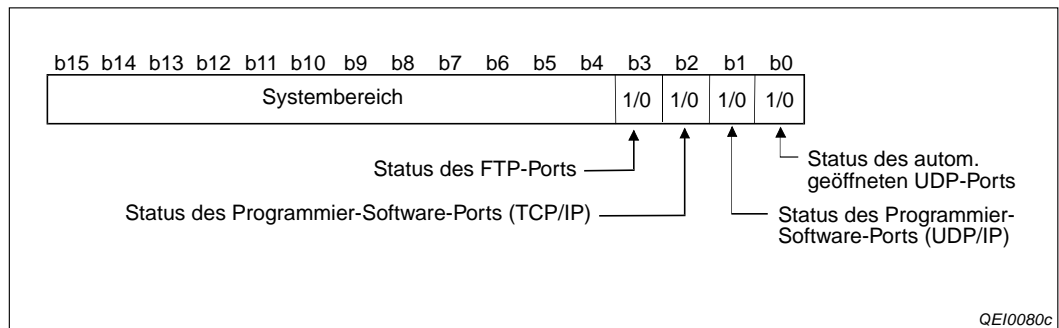 b15 b14 b13 b12 b11 b10 b9 b8 b7 b6 b5 b4 b3 b2 b1 b0
Systembereich 1/0 1/0 1/0 1/0
Status des FTP-Ports
Status des Programmier-Software-Ports (TCP/IP)
Status des autom.
geöffneten UDP-Ports
Status des Programmier-
Software-Ports (UDP/IP)
QEI0080c